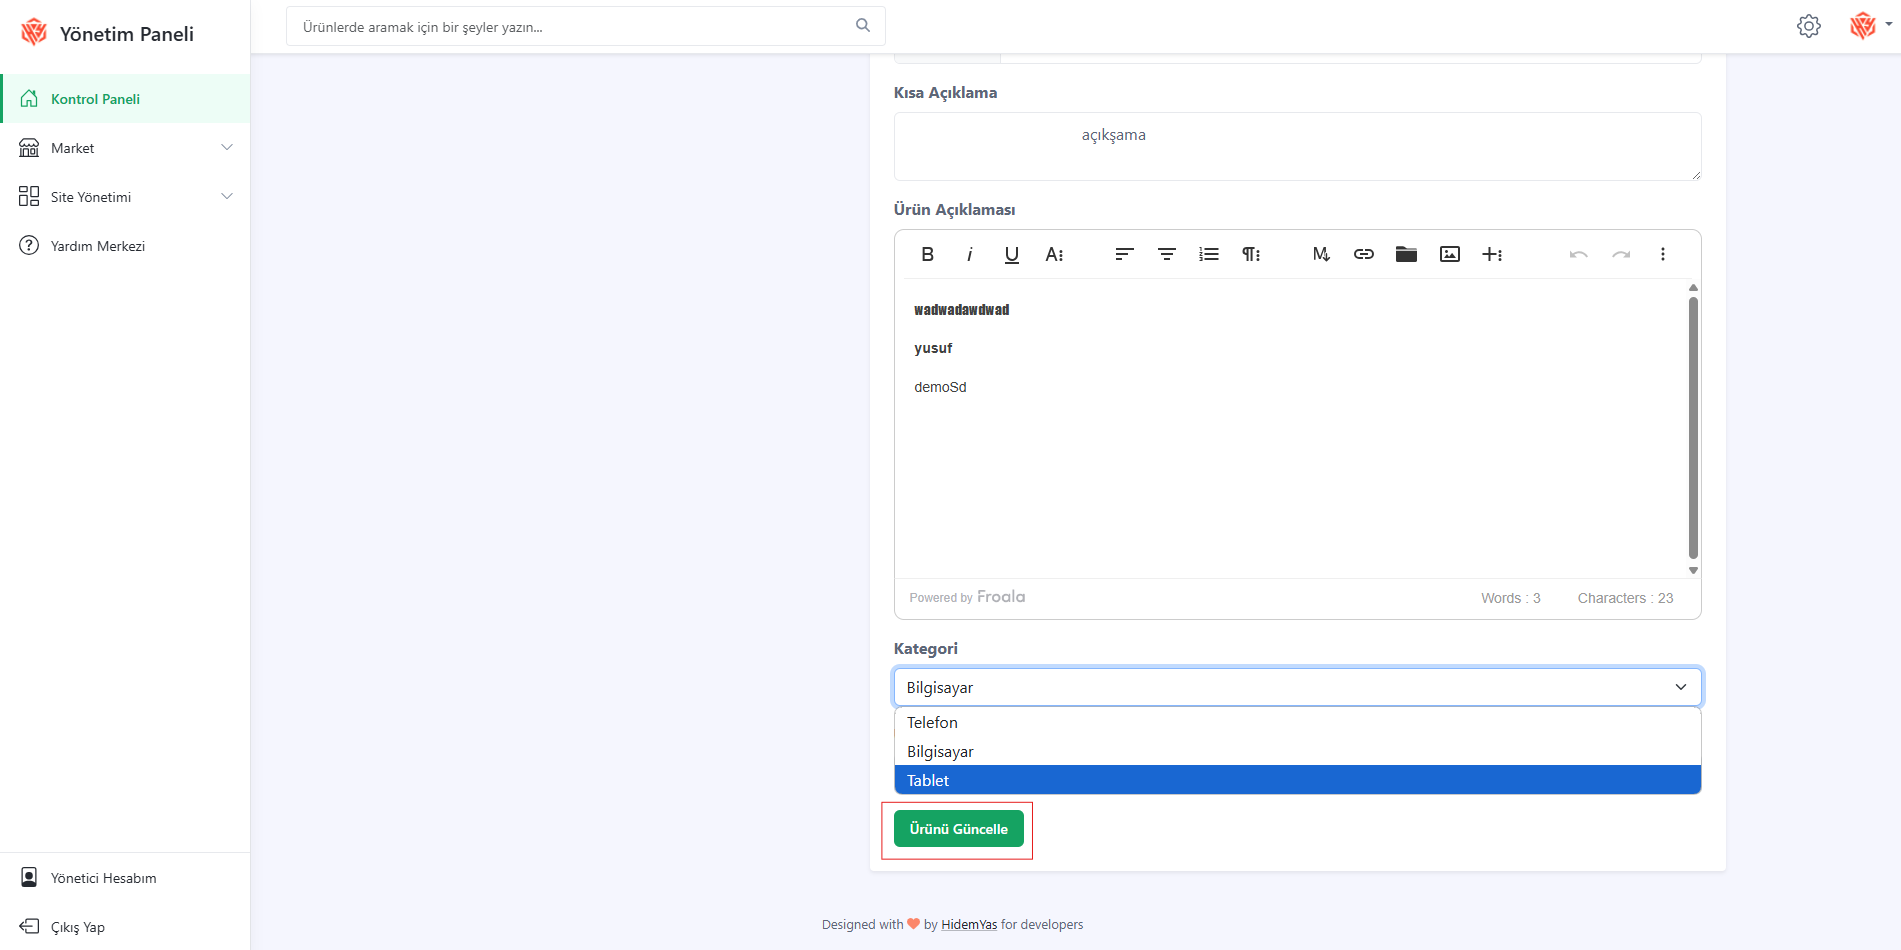 Yönetim Paneli
Ürünlerde aramak için bir şeyler yazın...
Kontrol Paneli
Market
Site Yönetimi
Yardım Merkezi
Kısa Açıklama
açıkşama
Ürün Açıklaması
wadwadawdwad
yusuf
demoSd
Powered by Froala
Words : 3 Characters : 23
Kategori
Bilgisayar
Telefon
Bilgisayar
Tablet
Ürünü Güncelle
Yönetici Hesabım
Çıkış Yap
Designed with ❤ by HidemYas for developers